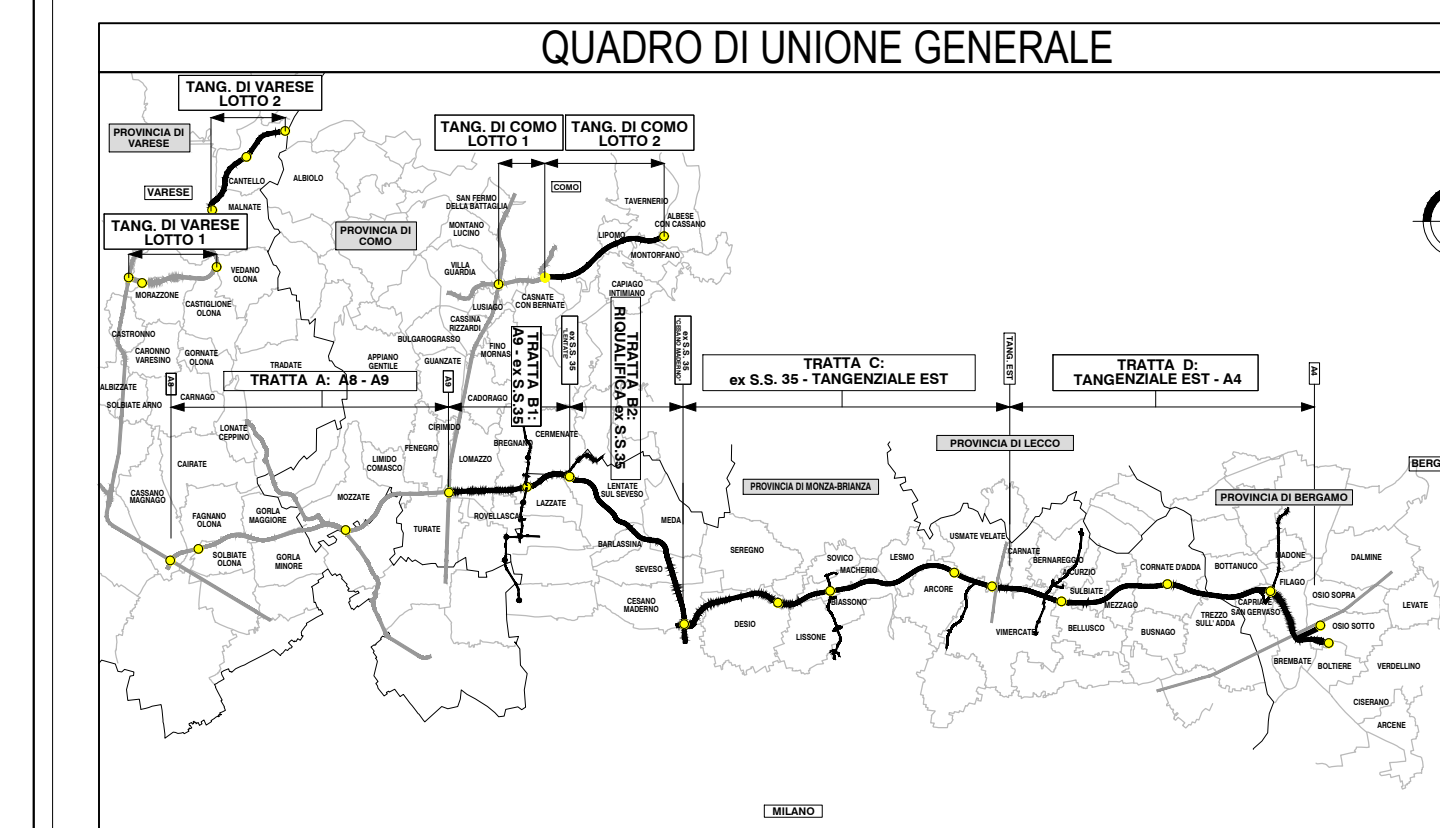 QUADRO DI UNIONE GENERALE
TANG. DI VARESE
LOTTO 2
PROVINCIA DI
VARESE
TANG. DI COMO
LOTTO 1
TANG. DI COMO
LOTTO 2
CANTELLO
ALBIOLO
VARESE
MALNATE
COMO
SAN FERMO
DELLA BATTAGLIA
TAVERNERIO
ALBESE
CON CASSANO
TANG. DI VARESE
LOTTO 1
PROVINCIA DI
COMO
MONTANO
LUCINO
LIPOMO
MONTORFANO
VILLA
GUARDIA
VEDANO
OLONA
MORAZZONE
CASTIGLIONE
OLONA
LUSIAGO
CASNATE
CON BERNATE
CAPIAGO
INTIMIANO
CASSINA
RIZZARDI
CASTRONNO
BULGAROGRASSO
FINO
MORNAS
CARONNO
VARESINO
GORNATE
OLONA
TRADATE
APPIANO
GENTILE
GUANZATE
TRATTA B1:
A9 - ex S.S.35
ex S.S. 35
"LENTATE"
TRATTA B2:
RIQUALIFICA ex S.S.35
ex S.S. 35
"CESANO MADERNO"
TRATTA C:
ex S.S. 35 - TANGENZIALE EST
TANG. EST
TRATTA D:
TANGENZIALE EST - A4
A4
ALBIZZATE
A8
TRATTA A: A8 - A9
A9
SOLBIATE ARNO
CARNAGO
CADORAGO
LONATE
CEPPINO
CIRIMIDO
CERMENATE
BREGNANO
FENEGRO
PROVINCIA DI LECCO
CAIRATE
LIMIDO
COMASCO
LOMAZZO
BERG
CASSANO
MAGNAGO
MOZZATE
LENTATE
SUL SEVESO
PROVINCIA DI MONZA-BRIANZA
PROVINCIA DI BERGAMO
LAZZATE
FAGNANO
OLONA
GORLA
MAGGIORE
TURATE
ROVELLASCA
MEDA
SOLBIATE
OLONA
GORLA
MINORE
BARLASSINA
SEREGNO
USMATE VELATE
CARNATE
BERNAREGGIO
SEVESO
SOVICO
MACHERIO
LESMO
AICURZIO
CORNATE D'ADDA
BOTTANUCO
MADONE
DALMINE
FILAGO
ARCORE
SULBIATE
MEZZAGO
OSIO SOPRA
CESANO
MADERNO
BIASSONO
CAPRIATE
SAN GERVASO
LEVATE
DESIO
LISSONE
VIMERCATE
BELLUSCO
BUSNAGO
TREZZO
SULL' ADDA
OSIO SOTTO
BREMBATE
BOLTIERE
VERDELLINO
CISERANO
ARCENE
MILANO